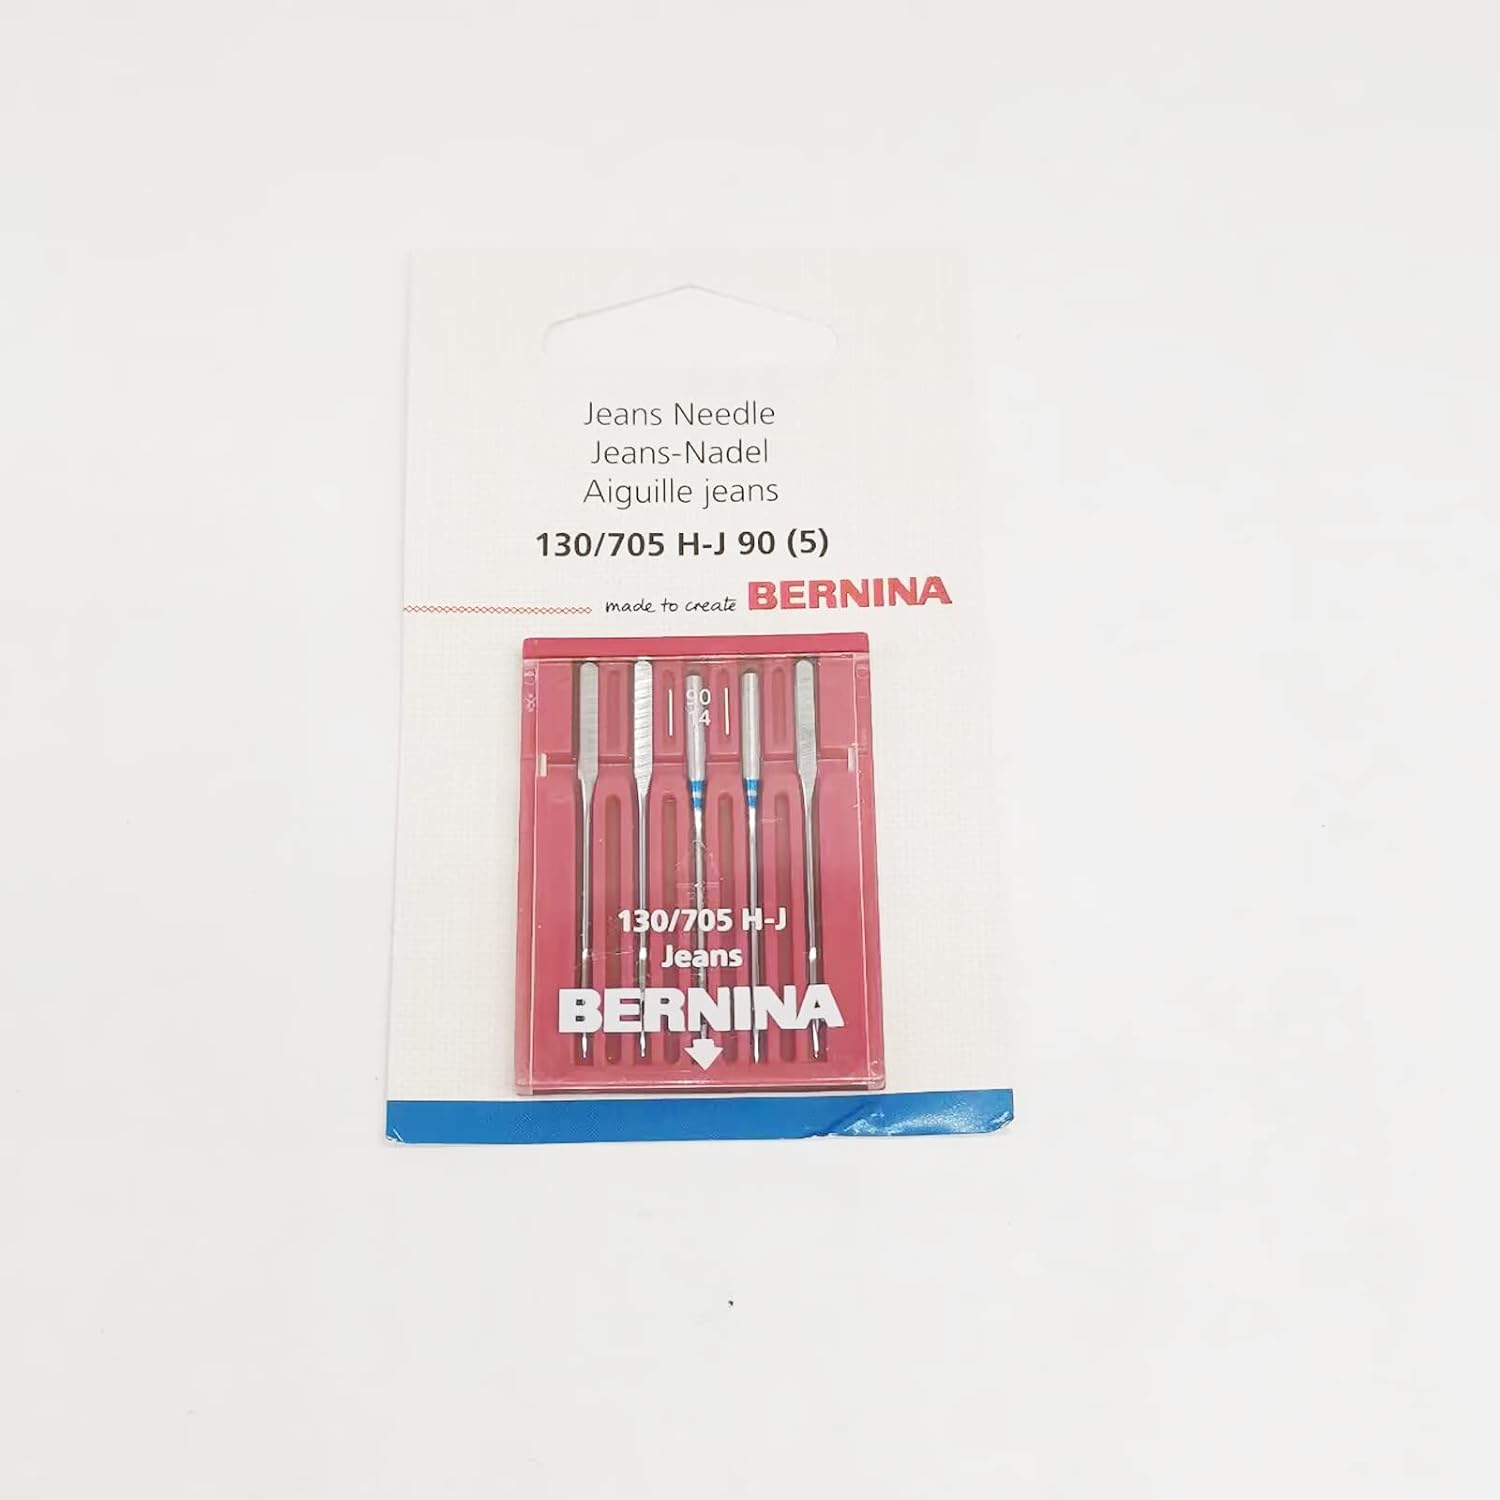 Jeans Needle
Jeans-Nadel
Aiguille jeans
130/705 H-J 90 (5)
made to create BERNINA
90
14
130/705 H-J
Jeans
BERNINA